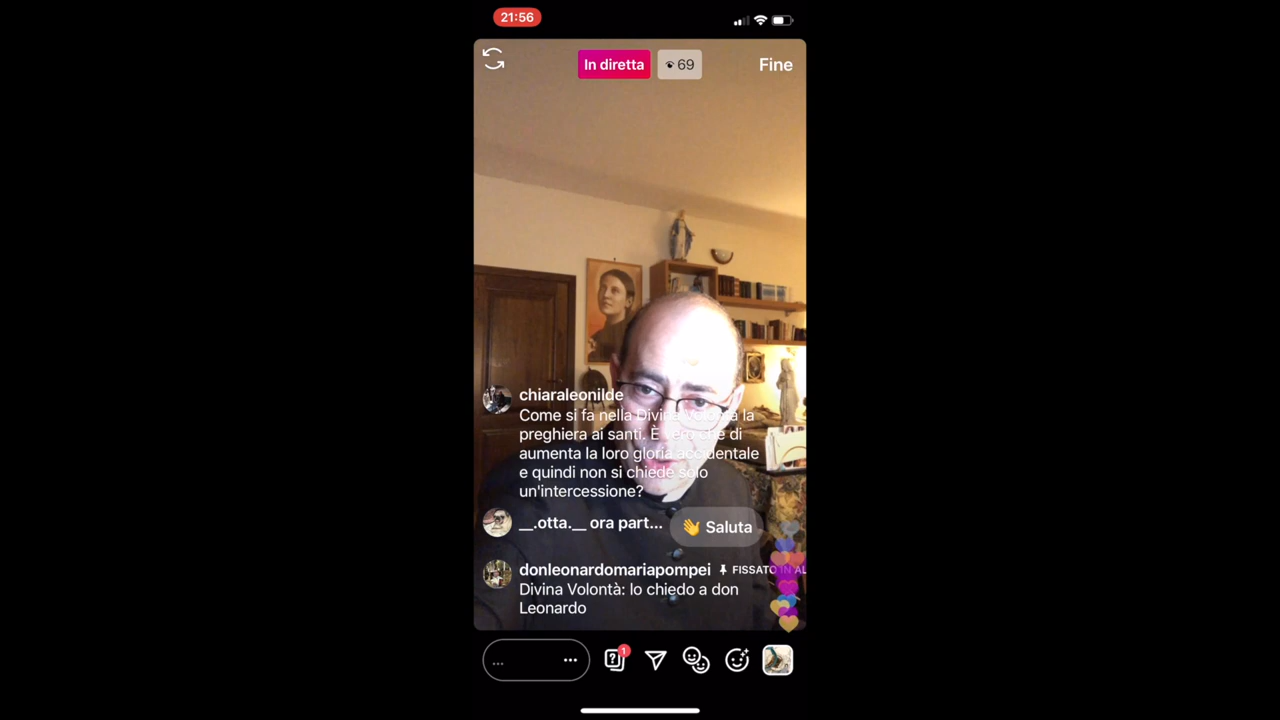 21:56
In diretta
69
Fine
chiaraleonilde
Come si fa nella Divina Volontà la
preghiera ai santi. È vero che di
aumenta la loro gloria accidentale
e quindi non si chiede solo
un'intercessione?
__.otta.__ ora part...
👋 Saluta
donleonardomariapompei
FISSATO IN AL
Divina Volontà: lo chiedo a don
Leonardo
...
1